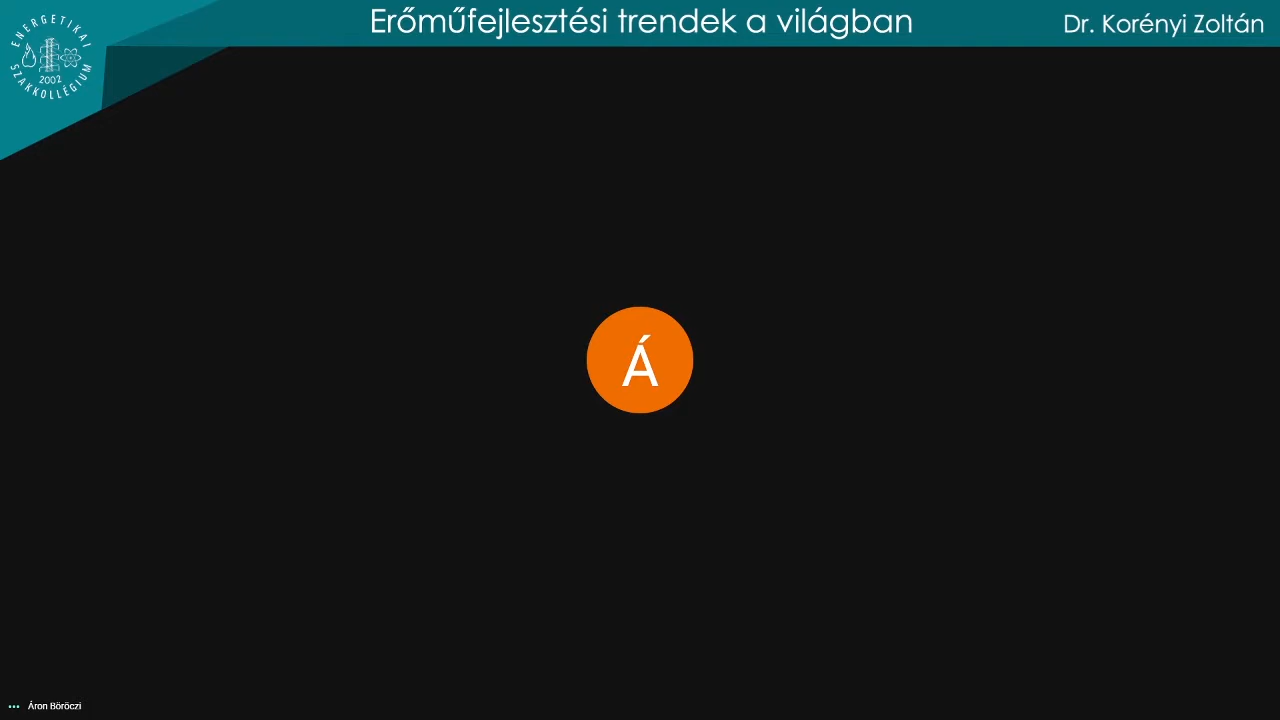 Erőműfejlesztési trendek a világban
Dr. Korényi Zoltán
ENERGETIKAI
SZAKKOLLÉGIUM
2002
Á
Áron Böröczi